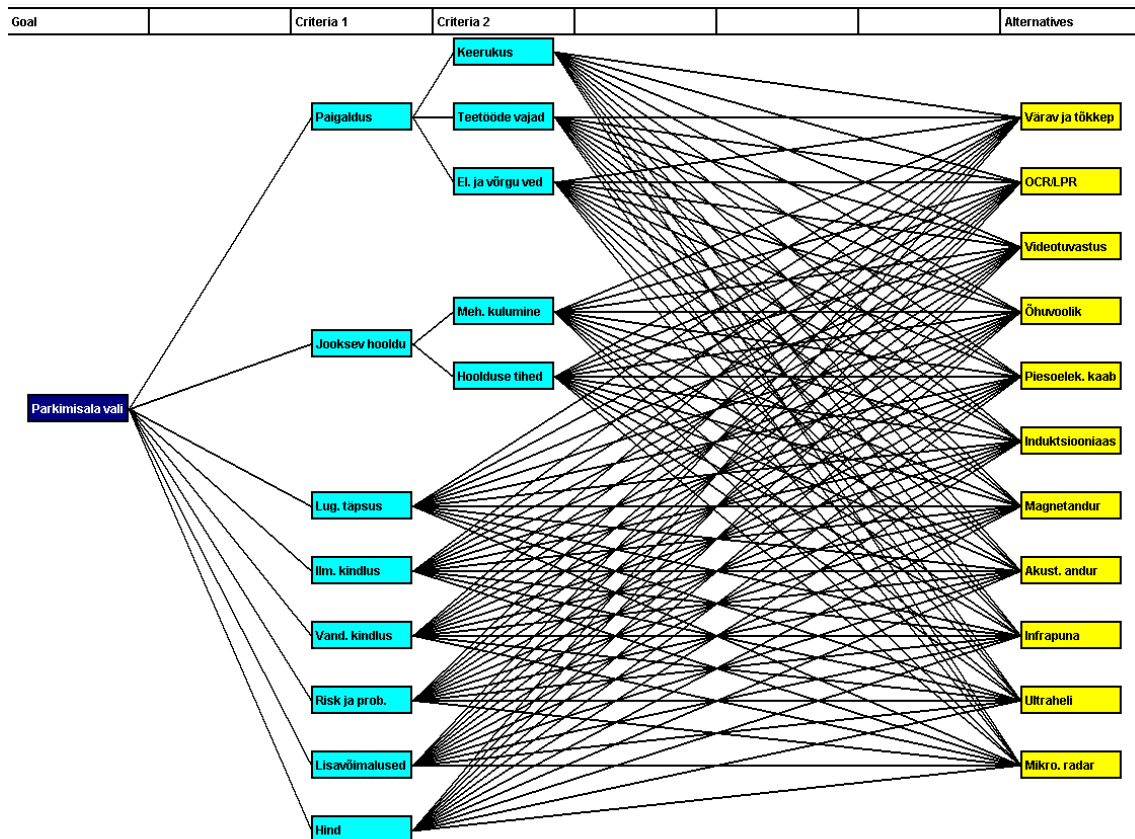 Goal
Criteria 1
Criteria 2
Alternatives
Keerukus
Paigaldus
Teetööde vajad
Värav ja tõkkep
El. ja võrgu ved
OCR/LPR
Videotuvastus
Meh. kulumine
Õhuvoolik
Jooksev hooldu
Hoolduse tihed
Piesoelek. kaab
Parkimisala vali
Induktsiooniaas
Lug. täpsus
Magnetandur
Ilm. kindlus
Akust. andur
Vand. kindlus
Infrapuna
Risk ja prob.
Ultraheli
Lisavõimalused
Mikro. radar
Hind